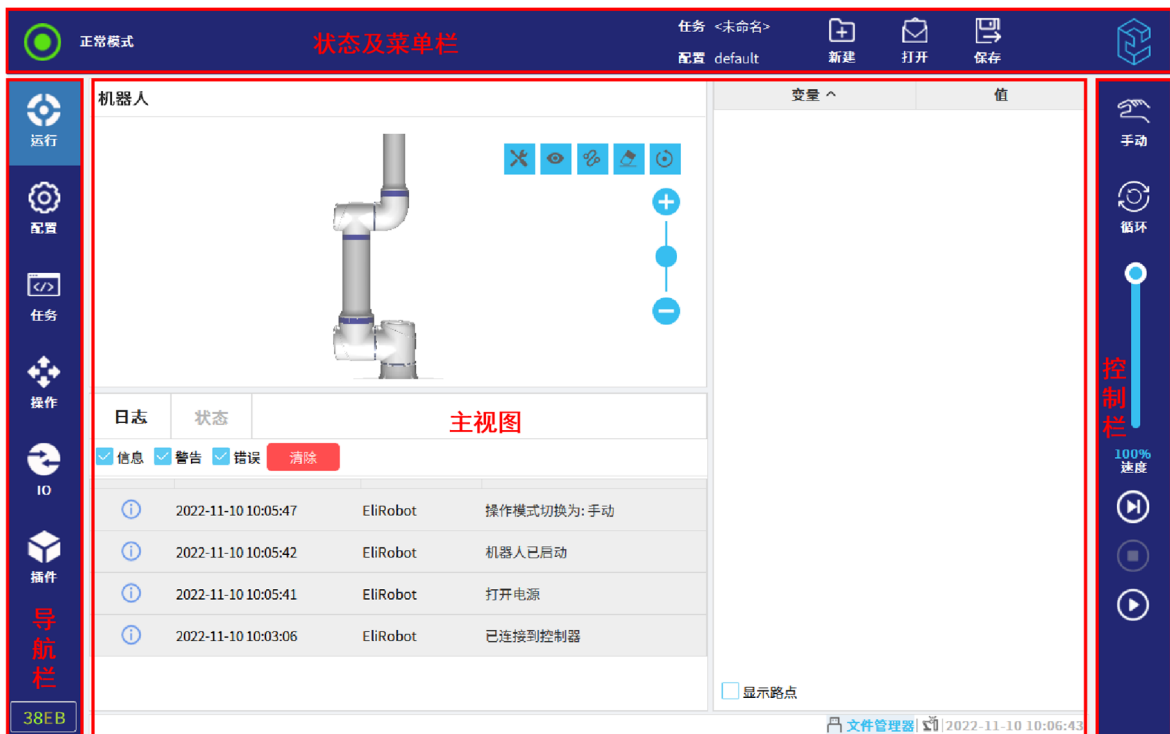 正常模式
状态及菜单栏
任务 <未命名>
配置 default
新建
打开
保存
运行
配置
任务
操作
IO
插件
导航栏
38EB
机器人
变量
值
日志
状态
主视图
信息
警告
错误
清除
2022-11-10 10:05:47 EliRobot 操作模式切换为: 手动
2022-11-10 10:05:42 EliRobot 机器人已启动
2022-11-10 10:05:41 EliRobot 打开电源
2022-11-10 10:03:06 EliRobot 已连接到控制器
显示路点
文件管理器
2022-11-10 10:06:43
手动
循环
控制栏
100%
速度